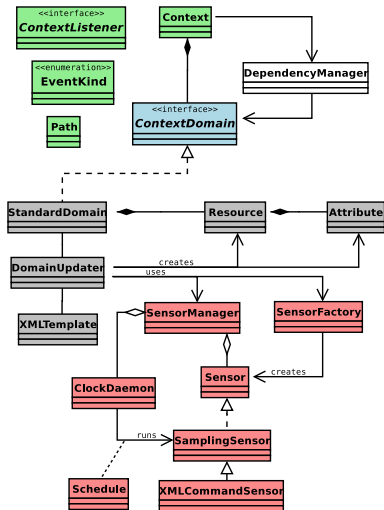 <<interface>>
ContextListener
Context
<<enumeration>>
EventKind
DependencyManager
<<interface>>
ContextDomain
Path
StandardDomain
Resource
Attribute
DomainUpdater
creates
uses
XMLTemplate
SensorManager
SensorFactory
ClockDaemon
Sensor
creates
runs
SamplingSensor
Schedule
XMLCommandSensor